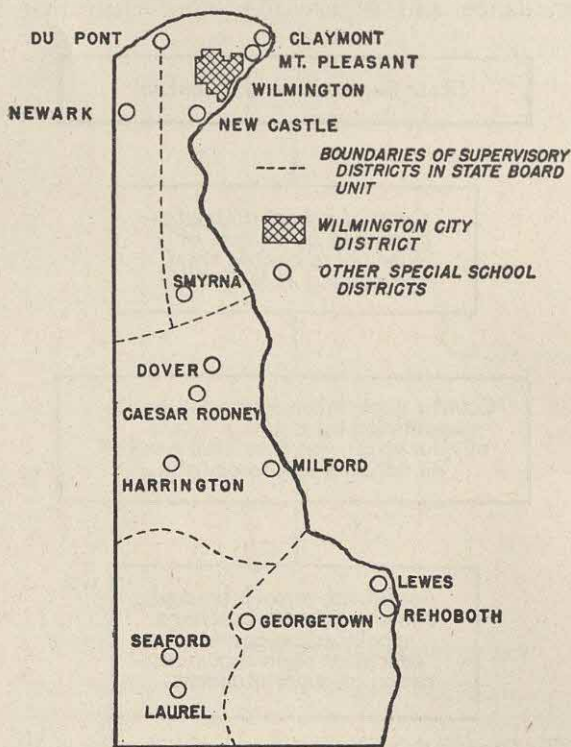 DU PONT
CLAYMONT
MT. PLEASANT
WILMINGTON
NEWARK
NEW CASTLE
BOUNDARIES OF SUPERVISORY
DISTRICTS IN STATE BOARD
UNIT
WILMINGTON CITY
DISTRICT
OTHER SPECIAL SCHOOL
DISTRICTS
SMYRNA
DOVER
CAESAR RODNEY
HARRINGTON
MILFORD
LEWES
REHOBOTH
GEORGETOWN
SEAFORD
LAUREL